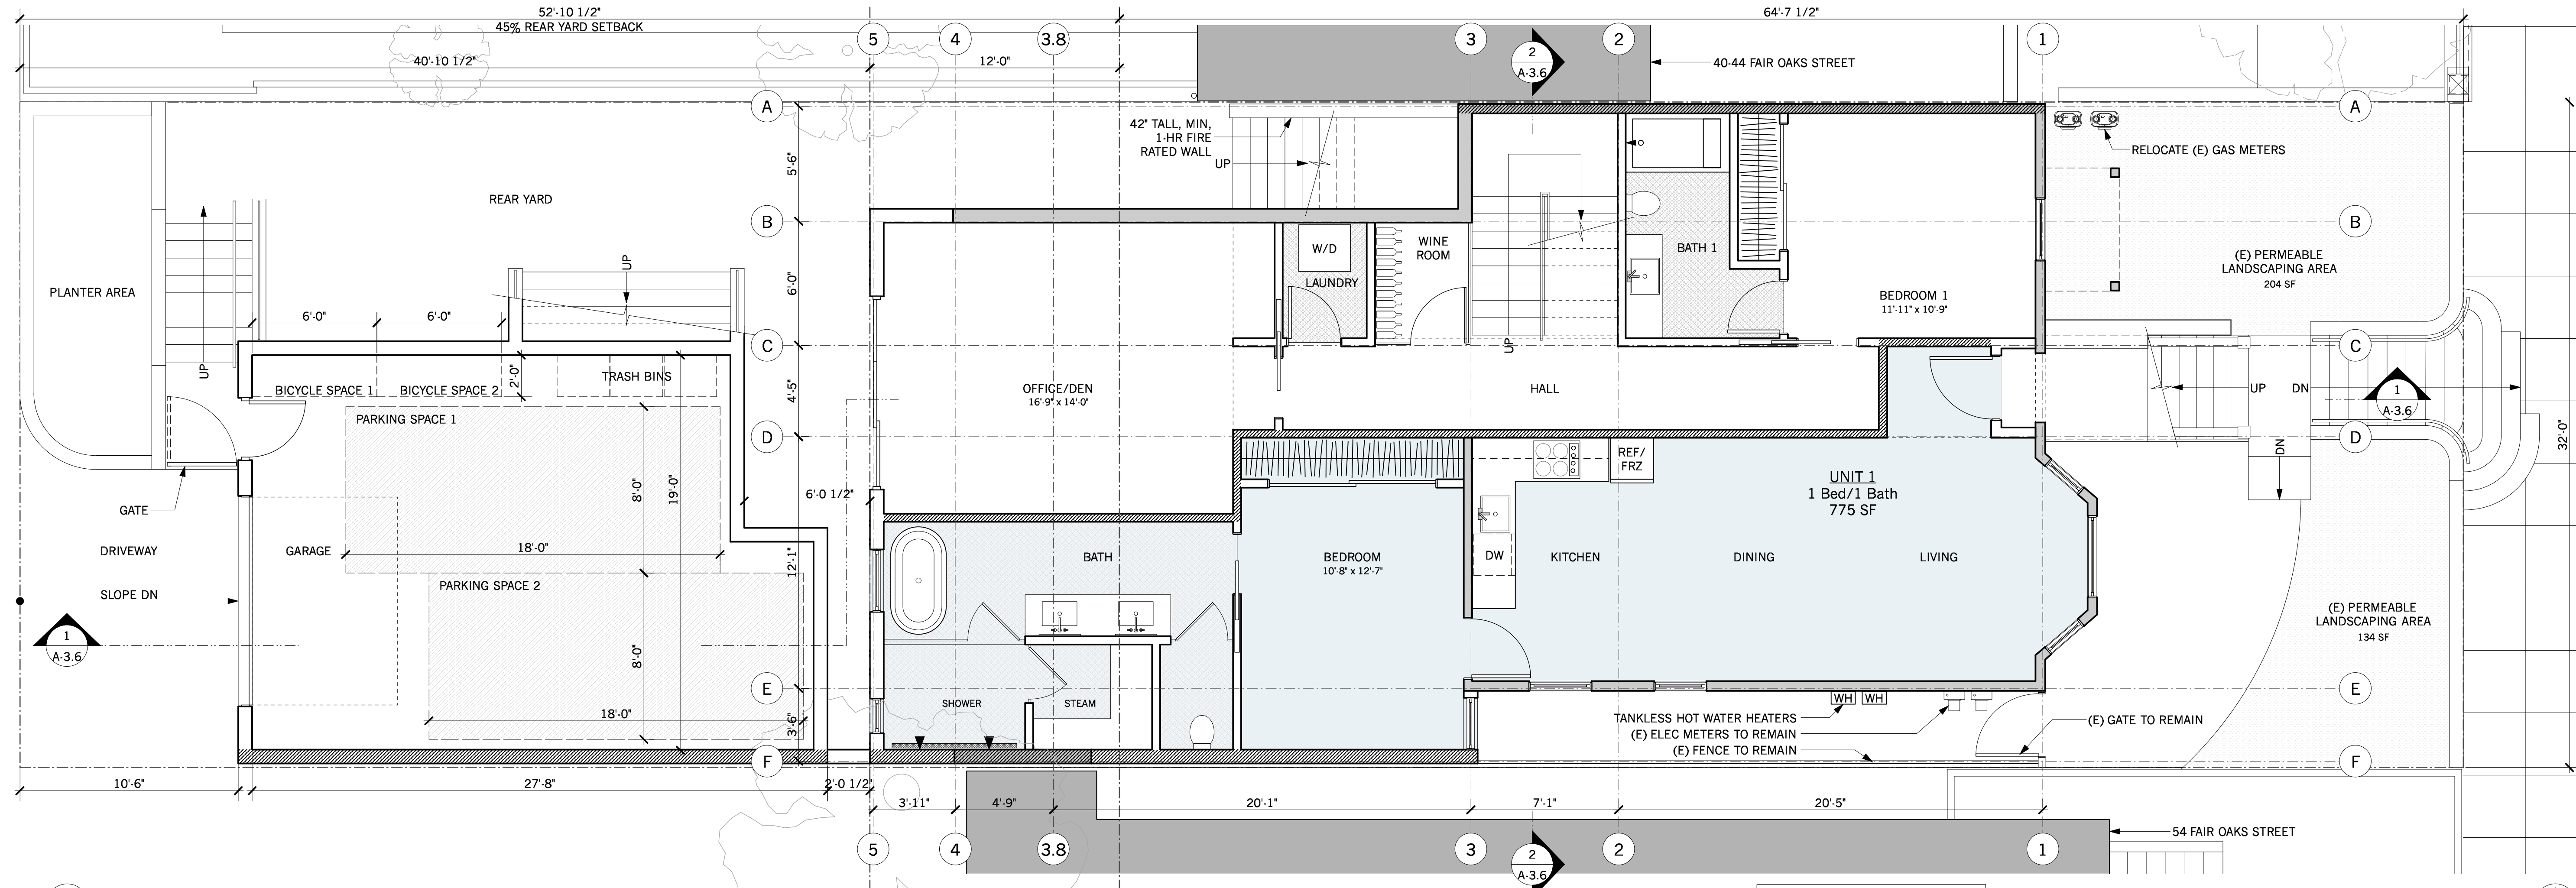 52'-10 1/2"
64'-7 1/2"
45% REAR YARD SETBACK
5
4
3.8
3
2
1
2
A-3.6
40-44 FAIR OAKS STREET
40'-10 1/2"
12'-0"
A
A
42" TALL, MIN,
1-HR FIRE
RATED WALL
UP
RELOCATE (E) GAS METERS
5'-6"
REAR YARD
B
B
W/D
WINE
ROOM
BATH 1
LAUNDRY
(E) PERMEABLE
LANDSCAPING AREA
204 SF
PLANTER AREA
UP
6'-0"
BEDROOM 1
11'-11" x 10'-9"
6'-0"
6'-0"
C
C
UP
UP
TRASH BINS
BICYCLE SPACE 1
BICYCLE SPACE 2
2'-0"
4'-5"
OFFICE/DEN
16'-9" x 14'-0"
HALL
UP
DN
1
A-3.6
PARKING SPACE 1
D
D
32'-0"
DN
REF/
FRZ
UNIT 1
1 Bed/1 Bath
775 SF
8'-0"
19'-0"
6'-0 1/2"
GATE
DRIVEWAY
GARAGE
18'-0"
12'-1"
BATH
BEDROOM
10'-8" x 12'-7"
DW
KITCHEN
DINING
LIVING
PARKING SPACE 2
SLOPE DN
(E) PERMEABLE
LANDSCAPING AREA
134 SF
1
A-3.6
8'-0"
E
E
SHOWER
STEAM
WH
WH
18'-0"
3'-6"
TANKLESS HOT WATER HEATERS
(E) ELEC METERS TO REMAIN
(E) FENCE TO REMAIN
(E) GATE TO REMAIN
F
F
10'-6"
27'-8"
2'-0 1/2"
3'-11"
4'-9"
20'-1"
7'-1"
20'-5"
54 FAIR OAKS STREET
5
4
3.8
3
2
A-3.6
2
1